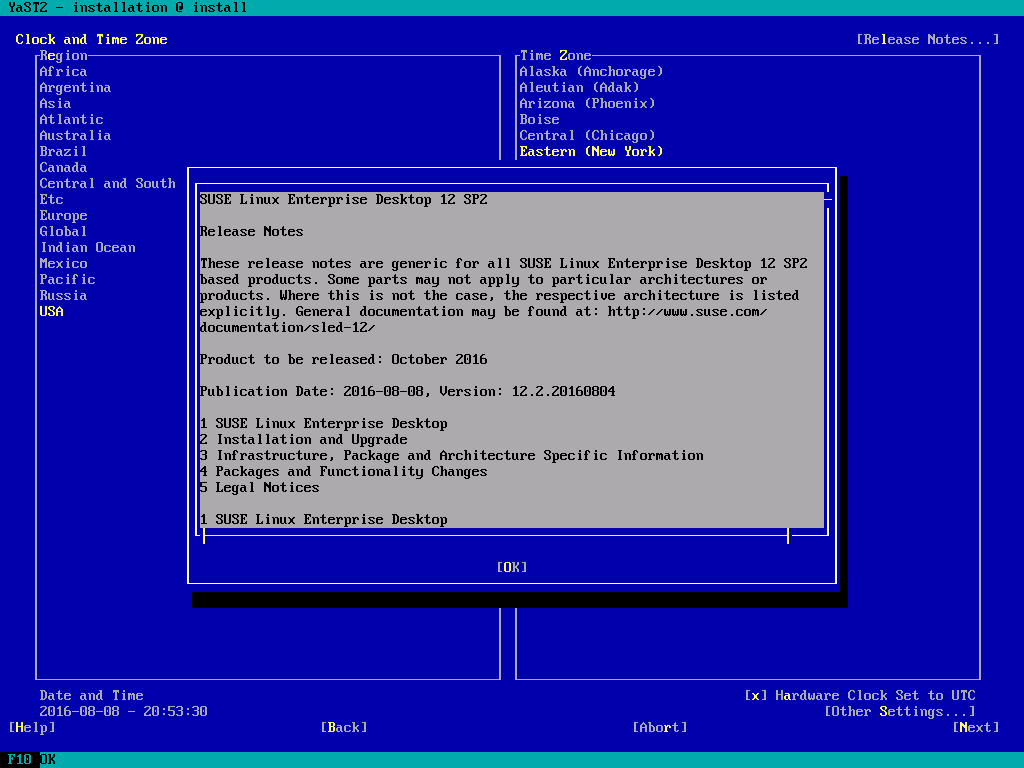 YaST2 - installation @ install
Clock and Time Zone [Release Notes...]
Region
Africa
Argentina
Asia
Atlantic
Australia
Brazil
Canada
Central and South
Etc
Europe
Global
Indian Ocean
Mexico
Pacific
Russia
USA
Time Zone
Alaska (Anchorage)
Aleutian (Adak)
Arizona (Phoenix)
Boise
Central (Chicago)
Eastern (New York)
SUSE Linux Enterprise Desktop 12 SP2
Release Notes
These release notes are generic for all SUSE Linux Enterprise Desktop 12 SP2
based products. Some parts may not apply to particular architectures or
products. Where this is not the case, the respective architecture is listed
explicitly. General documentation may be found at: http://www.suse.com/
documentation/sled-12/
Product to be released: October 2016
Publication Date: 2016-08-08, Version: 12.2.20160804
1 SUSE Linux Enterprise Desktop
2 Installation and Upgrade
3 Infrastructure, Package and Architecture Specific Information
4 Packages and Functionality Changes
5 Legal Notices
1 SUSE Linux Enterprise Desktop
[OK]
Date and Time
2016-08-08 - 20:53:30
[x] Hardware Clock Set to UTC
[Other Settings...]
[Help] [Back] [Abort] [Next]
F10 OK